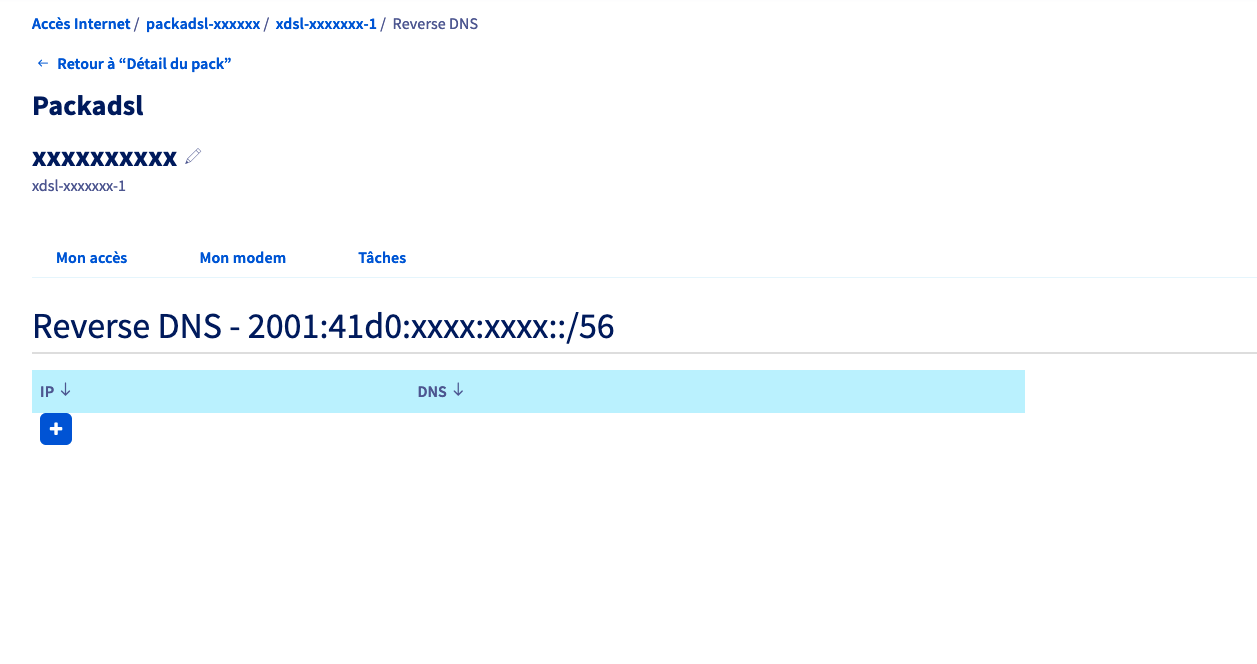 Accès Internet / packadsl-xxxxxx / xdsl-xxxxxxx-1 / Reverse DNS
← Retour à “Détail du pack”
Packadsl
xxxxxxxxxx
xdsl-xxxxxxx-1
Mon accès Mon modem Tâches
Reverse DNS - 2001:41d0:xxxx:xxxx::/56
IP ↓ DNS ↓
+